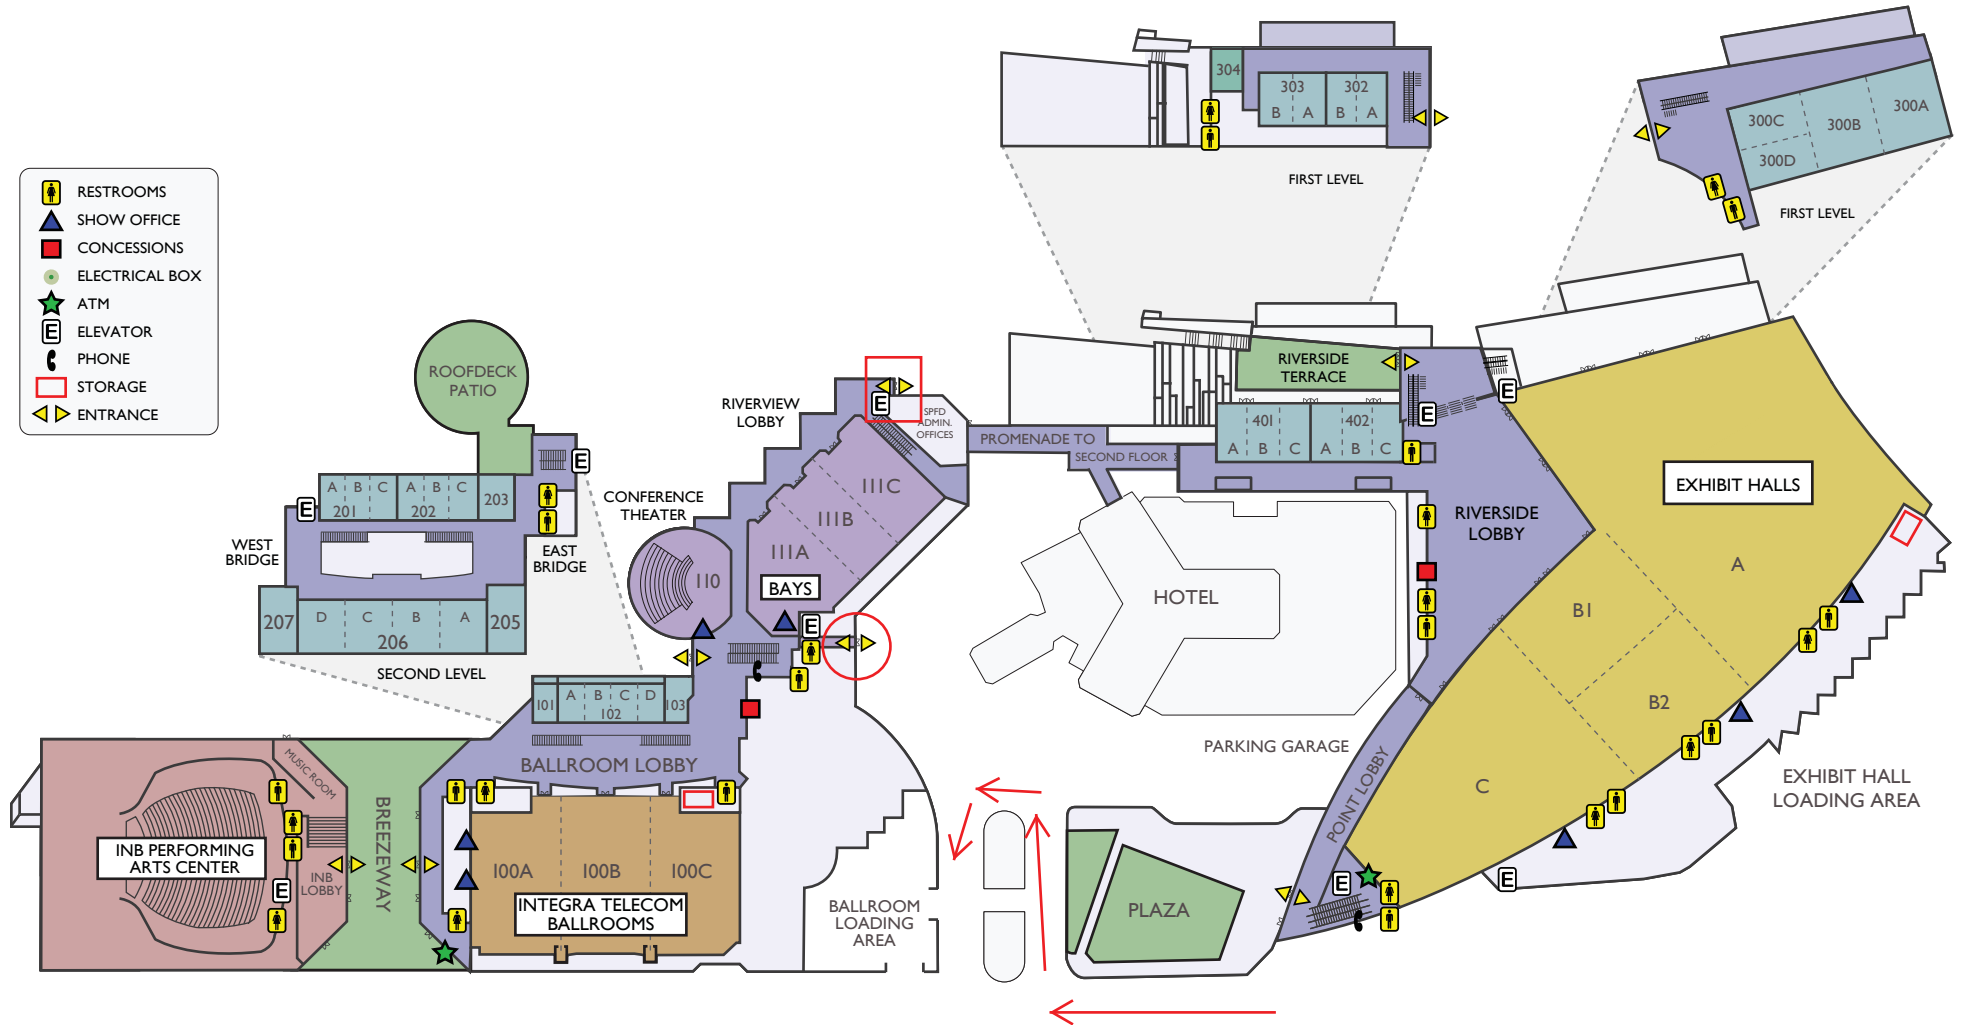 RESTROOMS
SHOW OFFICE
CONCESSIONS
ELECTRICAL BOX
ATM
E
ELEVATOR
PHONE
STORAGE
ENTRANCE
304
303
302
B
A
B
A
FIRST LEVEL
300A
300B
300C
300D
FIRST LEVEL
ROOFDECK
PATIO
E
A
B
C
A
B
C
203
201
202
E
WEST
BRIDGE
EAST
BRIDGE
207
D
C
B
A
205
206
SECOND LEVEL
RIVERVIEW
LOBBY
E
SPFD
ADMIN.
OFFICES
CONFERENCE
THEATER
IIIC
IIIB
IIIA
110
BAYS
E
PROMENADE TO
SECOND FLOOR
RIVERSIDE
TERRACE
E
E
401
402
A
B
C
A
B
C
RIVERSIDE
LOBBY
EXHIBIT HALLS
A
B1
B2
C
HOTEL
PARKING GARAGE
EXHIBIT HALL
LOADING AREA
POINT LOBBY
E
E
PLAZA
101
A
B
C
D
103
102
BALLROOM LOBBY
MUSIC ROOM
BREEZEWAY
INB PERFORMING
ARTS CENTER
INB
LOBBY
E
100A
100B
100C
INTEGRA TELECOM
BALLROOMS
BALLROOM
LOADING
AREA